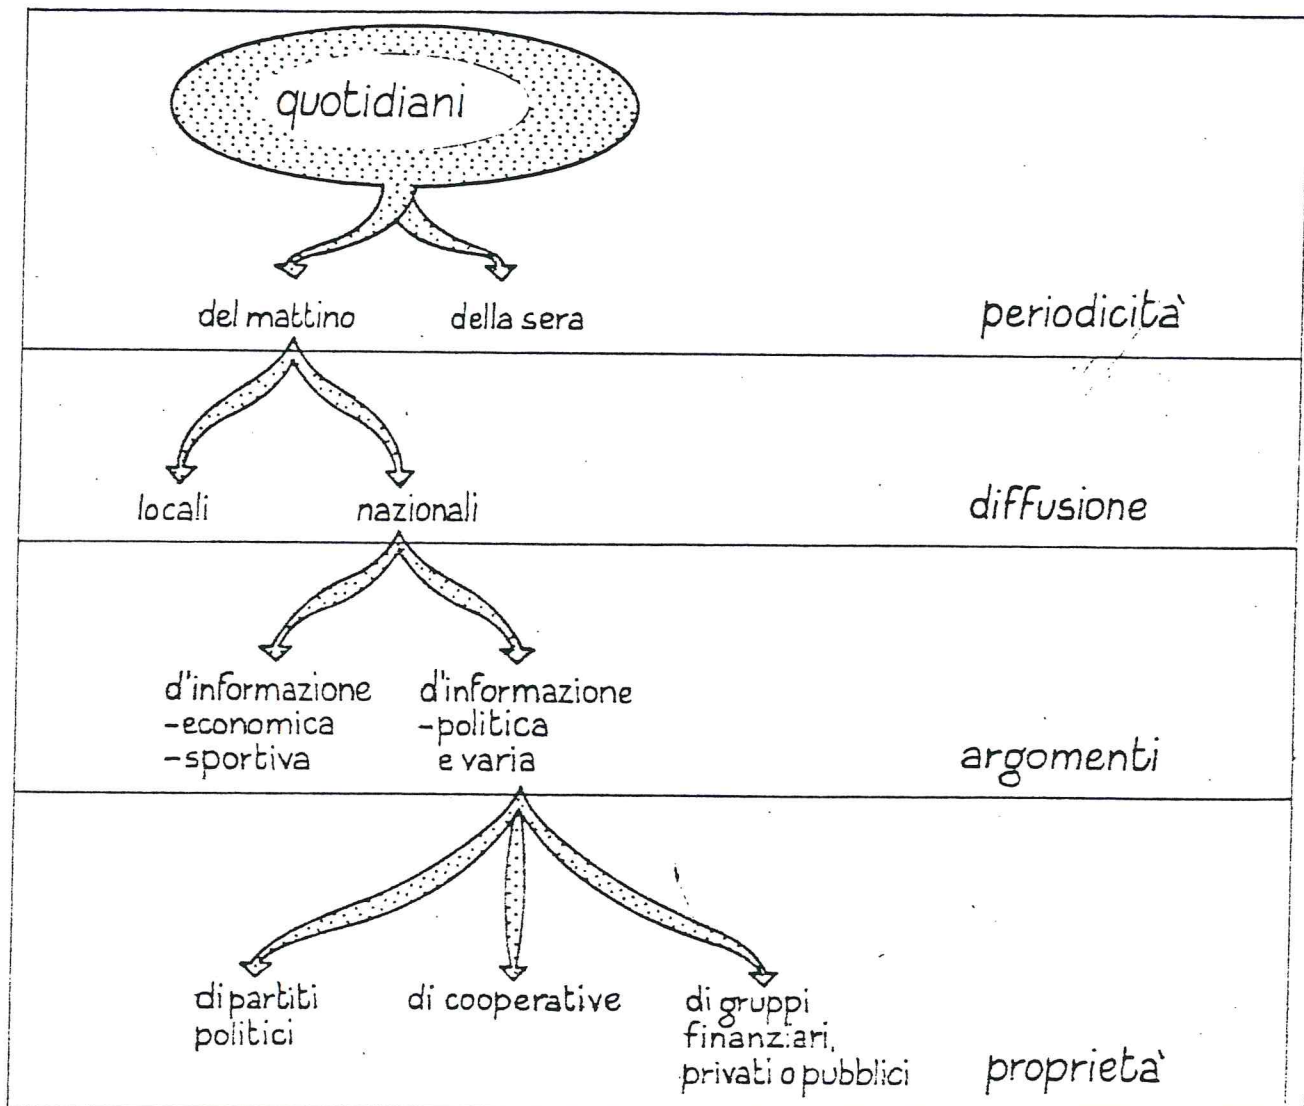 quotidiani
del mattino
della sera
periodicità
locali
nazionali
diffusione
d'informazione
-economica
-sportiva
d'informazione
-politica
e varia
argomenti
di partiti
politici
di cooperative
di gruppi
finanziari,
privati o pubblici
proprietà